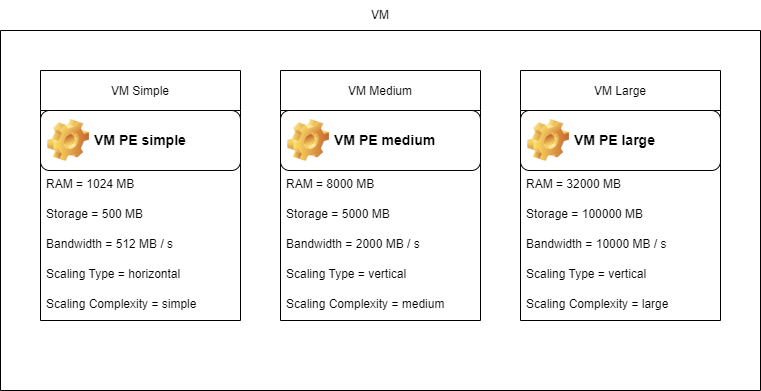 VM
VM Simple
VM PE simple
RAM = 1024 MB
Storage = 500 MB
Bandwidth = 512 MB / s
Scaling Type = horizontal
Scaling Complexity = simple
VM Medium
VM PE medium
RAM = 8000 MB
Storage = 5000 MB
Bandwidth = 2000 MB / s
Scaling Type = vertical
Scaling Complexity = medium
VM Large
VM PE large
RAM = 32000 MB
Storage = 100000 MB
Bandwidth = 10000 MB / s
Scaling Type = vertical
Scaling Complexity = large